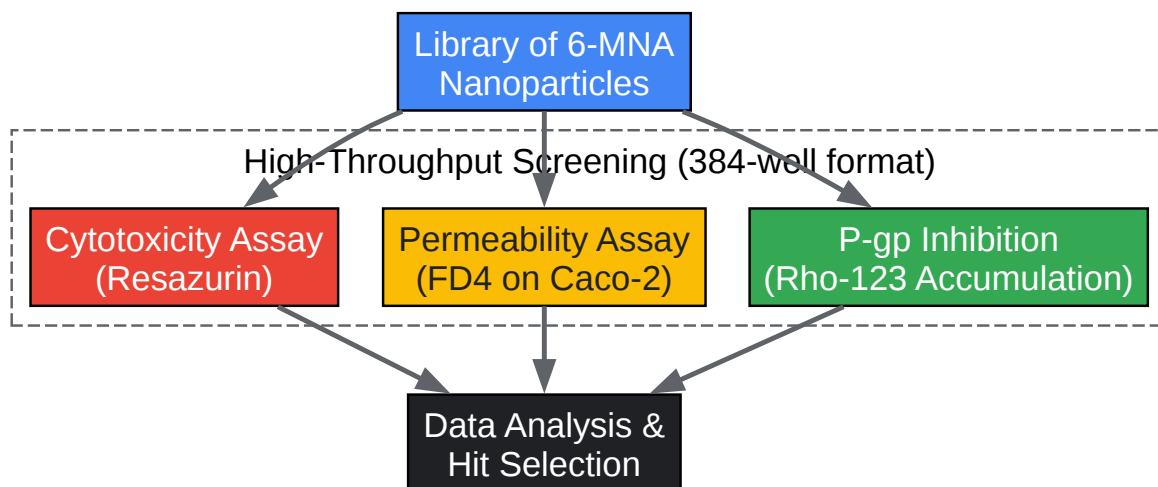 Library of 6-MNA
Nanoparticles
High-Throughput Screening (384-well format)
Cytotoxicity Assay
(Resazurin)
Permeability Assay
(FD4 on Caco-2)
P-gp Inhibition
(Rho-123 Accumulation)
Data Analysis &
Hit Selection